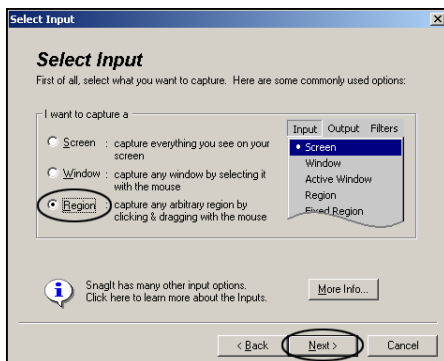 Select Input
Select Input
First of all, select what you want to capture. Here are some commonly used options:
I want to capture a
Screen : capture everything you see on your
screen
Window : capture any window by selecting it
with the mouse
Region : capture any arbitrary region by
clicking & dragging with the mouse
Input Output Filters
• Screen
Window
Active Window
Region
Fixed Region
SnagIt has many other input options.
Click here to learn more about the Inputs.
More Info...
< Back
Next >
Cancel